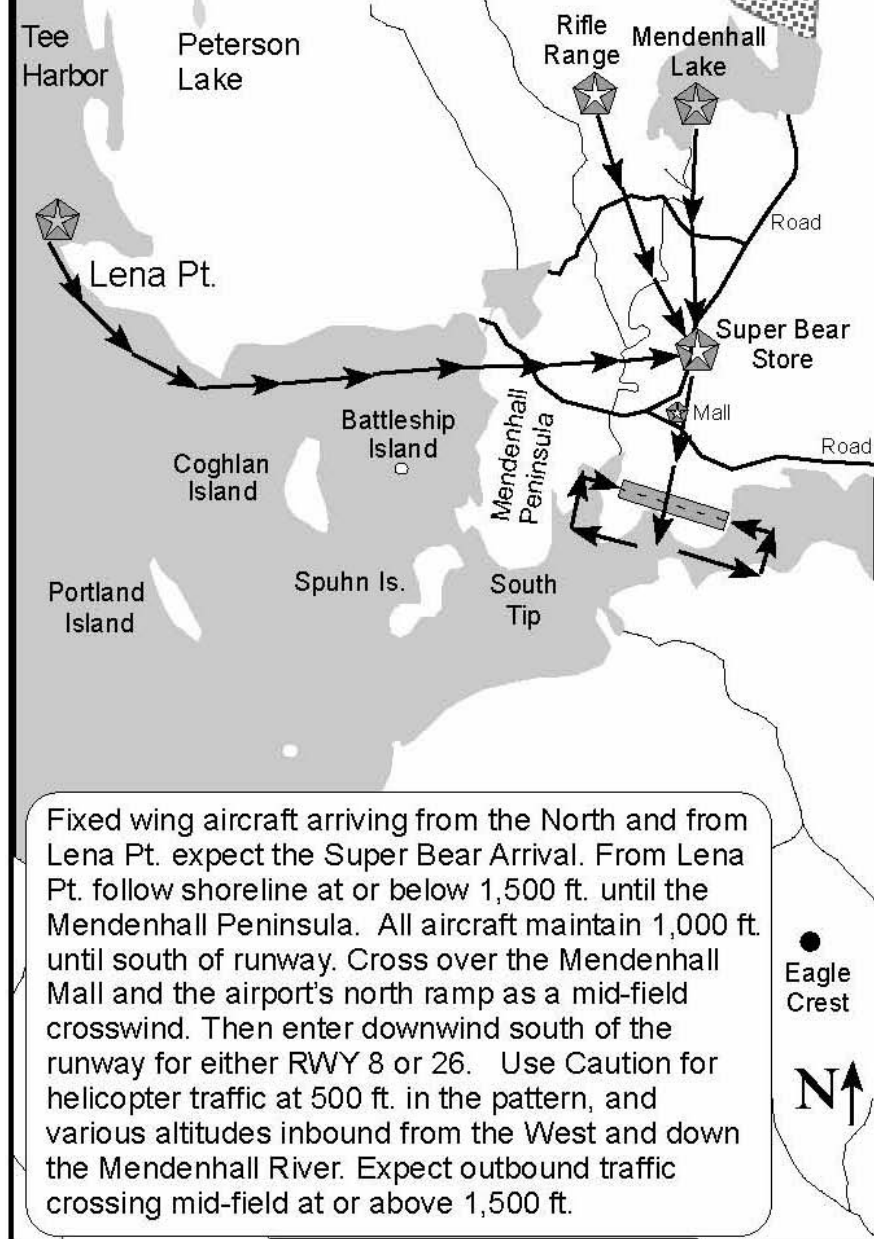 Tee
Harbor
Peterson
Lake
Rifle
Range
Mendenhall
Lake
Road
Lena Pt.
Super Bear
Store
Mall
Road
Battleship
Island
Mendenhall
Peninsula
Coghlan
Island
Spuhn Is.
South
Tip
Portland
Island
Fixed wing aircraft arriving from the North and from
Lena Pt. expect the Super Bear Arrival. From Lena
Pt. follow shoreline at or below 1,500 ft. until the
Mendenhall Peninsula. All aircraft maintain 1,000 ft.
until south of runway. Cross over the Mendenhall
Mall and the airport's north ramp as a mid-field
crosswind. Then enter downwind south of the
runway for either RWY 8 or 26. Use Caution for
helicopter traffic at 500 ft. in the pattern, and
various altitudes inbound from the West and down
the Mendenhall River. Expect outbound traffic
crossing mid-field at or above 1,500 ft.
Eagle
Crest
N